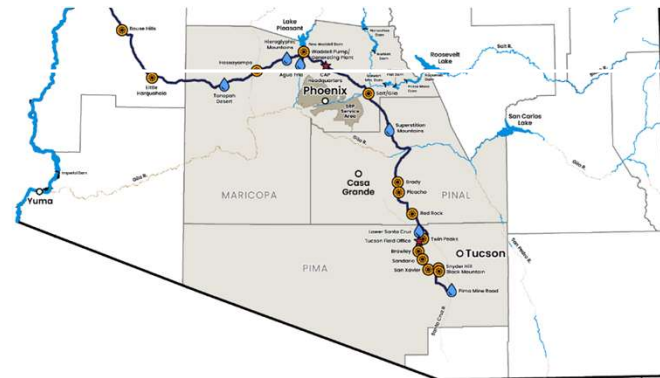 Bouse Hills
Little
Harquahala
Tonopah
Desert
Hassayampa
Hieroglyphic
Mountains
Agua Fria
Lake
Pleasant
New Waddell Dam
Waddell Pump/
Generating Plant
CAP
Headquarters
Phoenix
SRP
Service
Area
Salt/Gila
Roosevelt
Lake
Salt R.
Superstition
Mountains
San Carlos
Lake
Gila R.
Gila R.
Gila R.
Imperial Dam
Yuma
MARICOPA
Casa
Grande
PINAL
Brady
Picacho
Red Rock
Lower Santa Cruz
Tucson Field Office
Twin Peaks
Brawley
Sandario
San Xavier
Snyder Hill
Black Mountain
Tucson
PIMA
Pima Mine Road
Santa Cruz R.
San Pedro R.